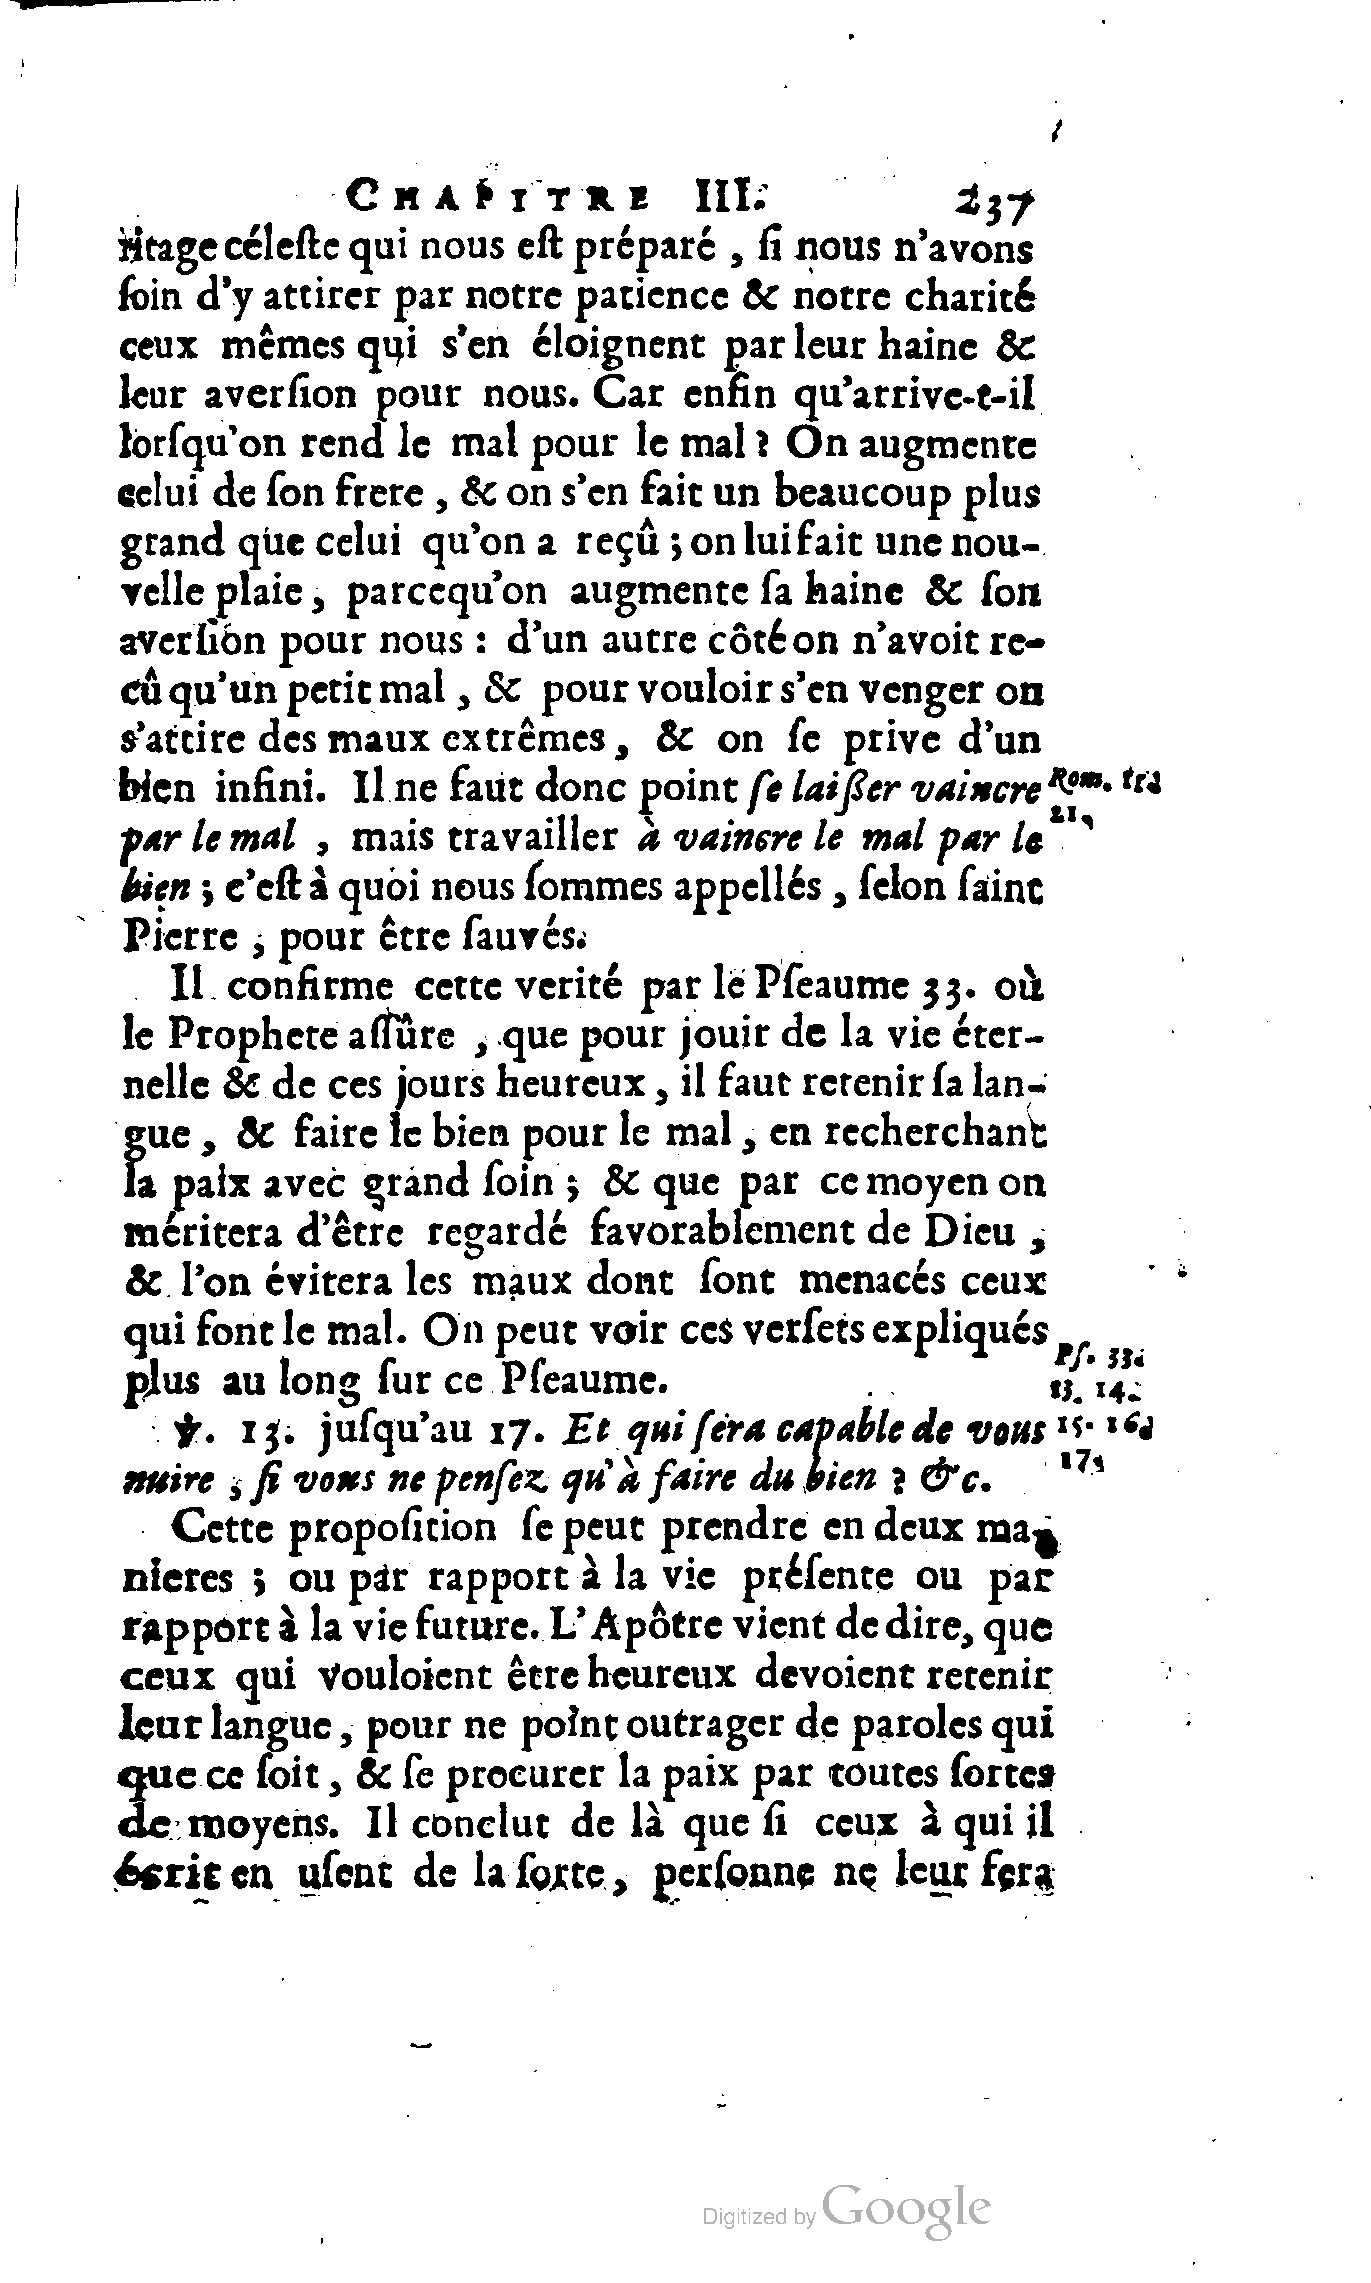 CHAPITRE III. 237
ritage céleſte qui nous eſt préparé, ſi nous n'avons
ſoin d'y attirer par notre patience & notre charité
ceux mêmes qui s'en éloignent par leur haine &
leur averſion pour nous. Car enfin qu'arrive-t-il
lorſqu'on rend le mal pour le mal ? On augmente
celui de ſon frere, & on s'en fait un beaucoup plus
grand que celui qu'on a reçû ; on lui fait une nou-
velle plaie, parcequ'on augmente ſa haine & ſon
averſion pour nous : d'un autre côté on n'avoit re-
cû qu'un petit mal, & pour vouloir s'en venger on
s'attire des maux extrêmes, & on ſe prive d'un
bien infini. Il ne faut donc point ſe laiſſer vaincre Rom.
par le mal, mais travailler à vaincre le mal par le 21.
bien ; c'eſt à quoi nous ſommes appellés, ſelon ſaint
Pierre, pour être ſauvés.
Il confirme cette verité par le Pſeaume 33. où
le Prophete aſſûre, que pour jouir de la vie éter-
nelle & de ces jours heureux, il faut retenir ſa lan-
gue, & faire le bien pour le mal, en recherchant
la paix avec grand ſoin ; & que par ce moyen on
méritera d'être regardé favorablement de Dieu,
& l'on évitera les maux dont ſont menacés ceux
qui font le mal. On peut voir ces verſets expliqués
plus au long ſur ce Pſeaume.
Pſ. 33.
13. 14.
℣. 13. juſqu'au 17. Et qui ſera capable de vous 15. 16.
nuire, ſi vous ne penſez qu'à faire du bien ? &c. 17.
Cette propoſition ſe peut prendre en deux ma-
nieres ; ou par rapport à la vie préſente ou par
rapport à la vie future. L'Apôtre vient de dire, que
ceux qui vouloient être heureux devoient retenir
leur langue, pour ne point outrager de paroles qui
que ce ſoit, & ſe procurer la paix par toutes ſortes
de moyens. Il conclut de là que ſi ceux à qui il
écrit en uſent de la ſorte, perſonne ne leur fera
Digitized by Google